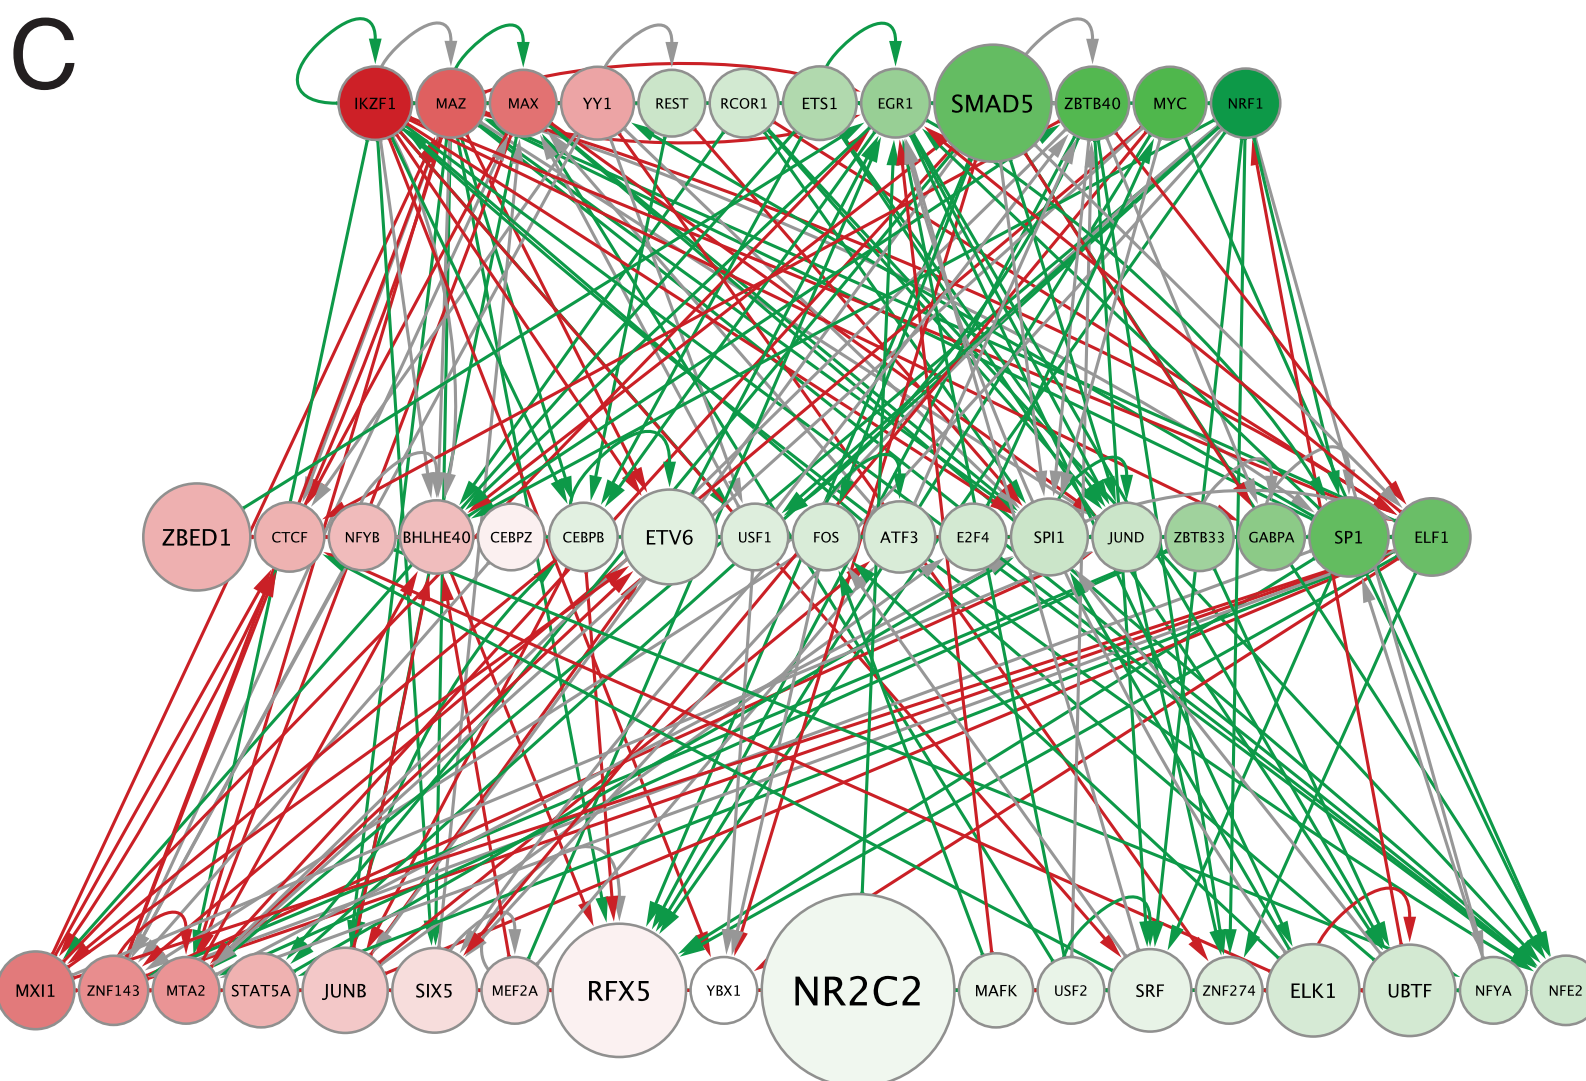 C
IKZF1 MAZ MAX YY1 REST RCOR1 ETS1 EGR1 SMAD5 ZBTB40 MYC NRF1
ZBED1 CTCF NFYB BHLHE40 CEBPZ CEBPB ETV6 USF1 FOS ATF3 E2F4 SPI1 JUND ZBTB33 GABPA SP1 ELF1
MXI1 ZNF143 MTA2 STAT5A JUNB SIX5 MEF2A RFX5 YBX1 NR2C2 MAFK USF2 SRF ZNF274 ELK1 UBTF NFYA NFE2